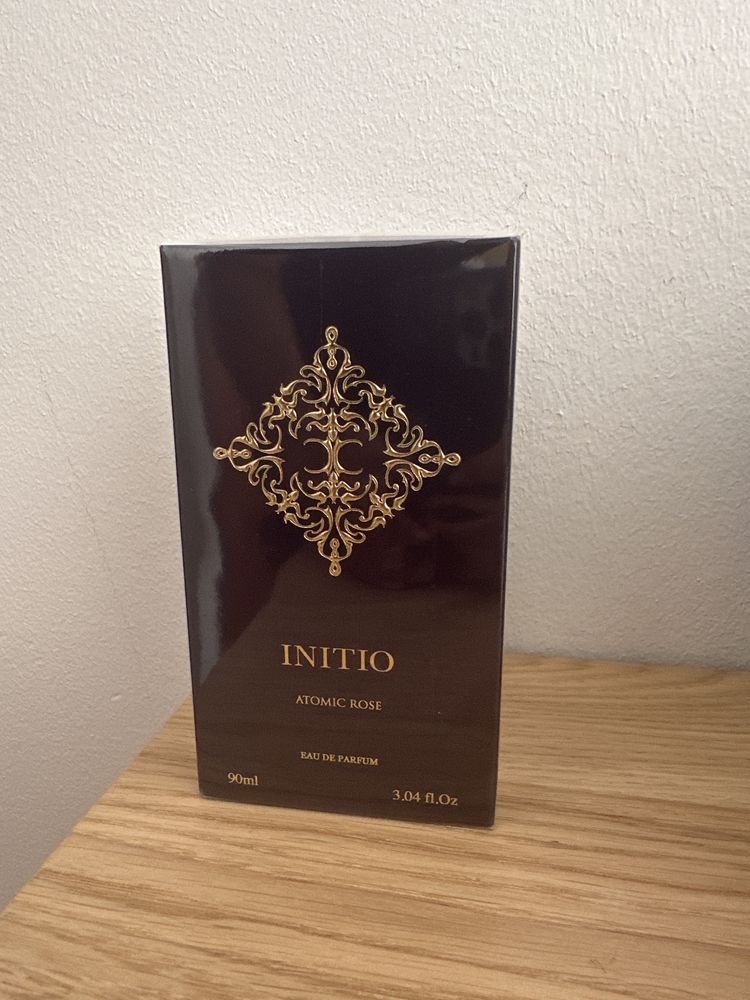 INITIO
ATOMIC ROSE
EAU DE PARFUM
90ml
3.04 fl.Oz